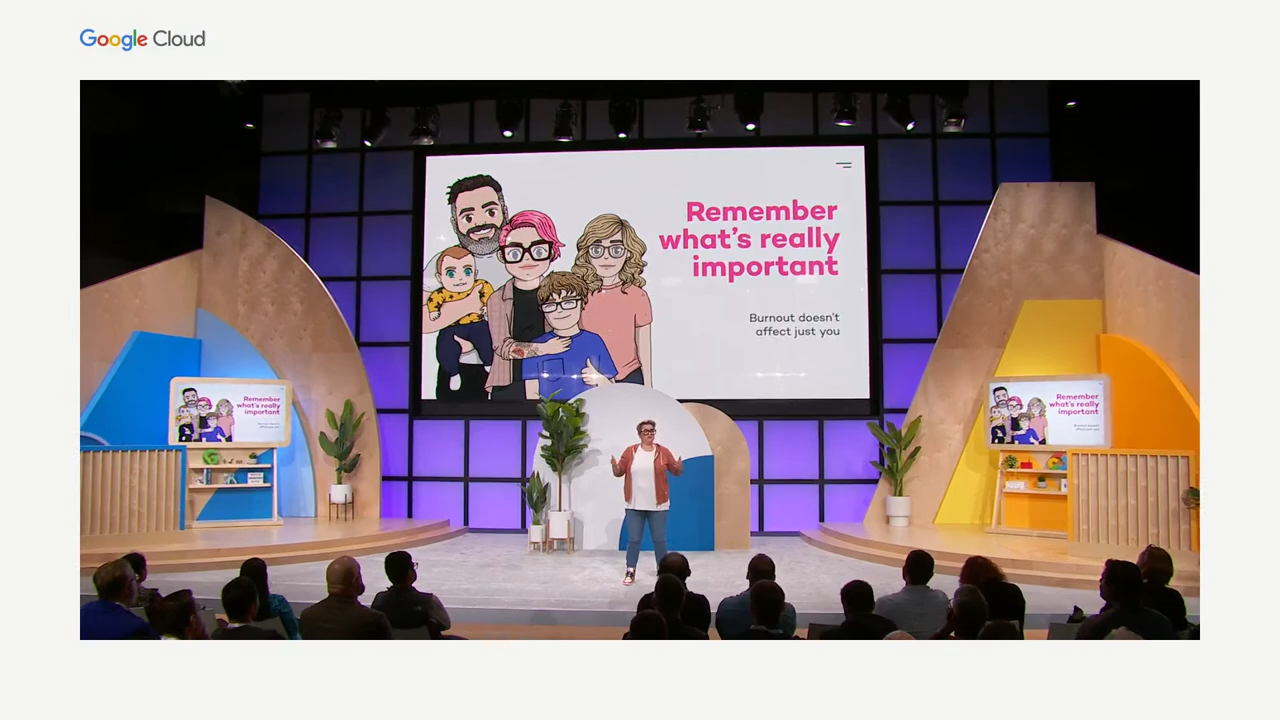 Google Cloud
Remember
what's really
important
Burnout doesn't
affect just you
Remember
what's really
important
Remember
what's really
important